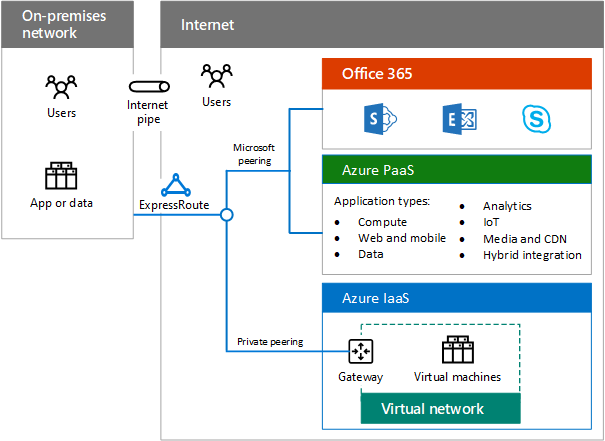 On-premises
network
Users
App or data
Internet
Internet
pipe
Users
ExpressRoute
Microsoft
peering
Private peering
Office 365
S
E
S
Azure PaaS
Application types:
• Compute
• Web and mobile
• Data
• Analytics
• IoT
• Media and CDN
• Hybrid integration
Azure IaaS
Gateway
Virtual machines
Virtual network